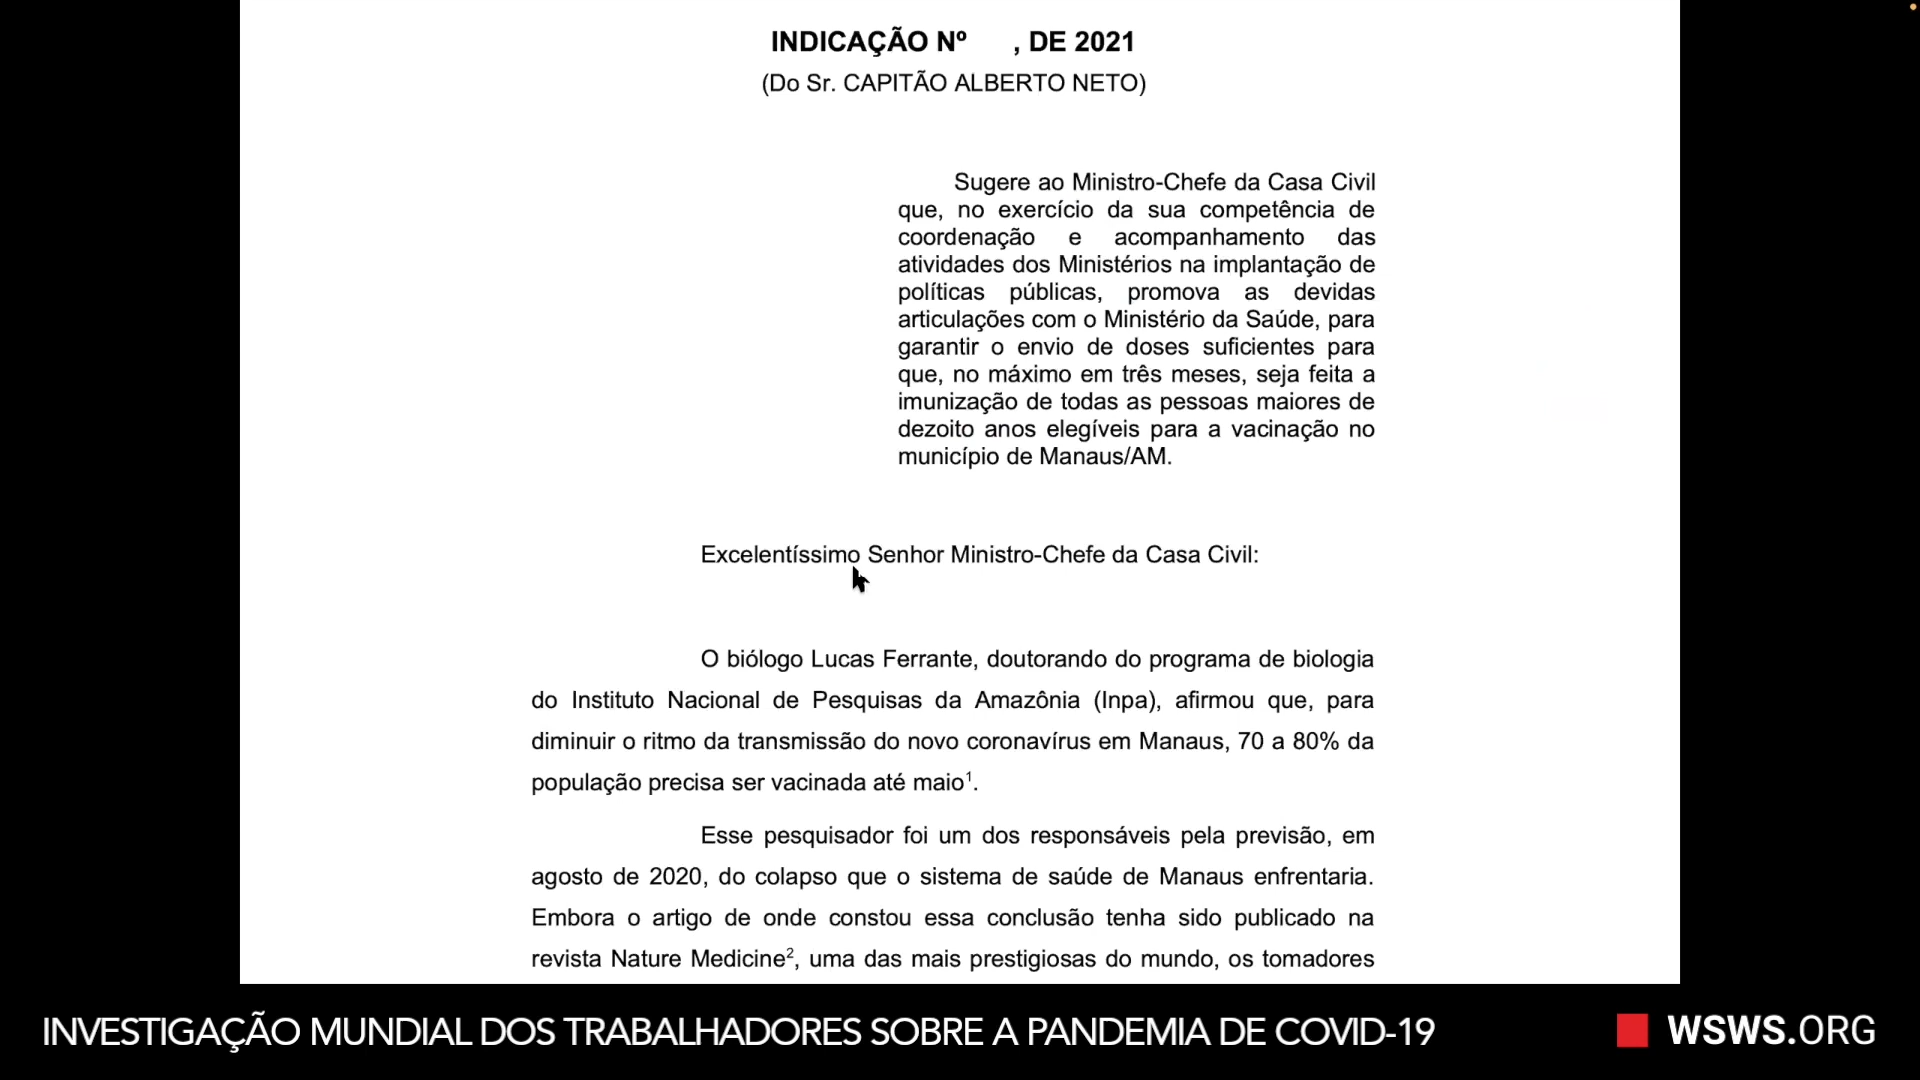 INDICAÇÃO Nº , DE 2021
(Do Sr. CAPITÃO ALBERTO NETO)
Sugere ao Ministro-Chefe da Casa Civil
que, no exercício da sua competência de
coordenação e acompanhamento das
atividades dos Ministérios na implantação de
políticas públicas, promova as devidas
articulações com o Ministério da Saúde, para
garantir o envio de doses suficientes para
que, no máximo em três meses, seja feita a
imunização de todas as pessoas maiores de
dezoito anos elegíveis para a vacinação no
município de Manaus/AM.
Excelentíssimo Senhor Ministro-Chefe da Casa Civil:
O biólogo Lucas Ferrante, doutorando do programa de biologia
do Instituto Nacional de Pesquisas da Amazônia (Inpa), afirmou que, para
diminuir o ritmo da transmissão do novo coronavírus em Manaus, 70 a 80% da
população precisa ser vacinada até maio¹.
Esse pesquisador foi um dos responsáveis pela previsão, em
agosto de 2020, do colapso que o sistema de saúde de Manaus enfrentaria.
Embora o artigo de onde constou essa conclusão tenha sido publicado na
revista Nature Medicine², uma das mais prestigiosas do mundo, os tomadores
INVESTIGAÇÃO MUNDIAL DOS TRABALHADORES SOBRE A PANDEMIA DE COVID-19
WSWS.ORG